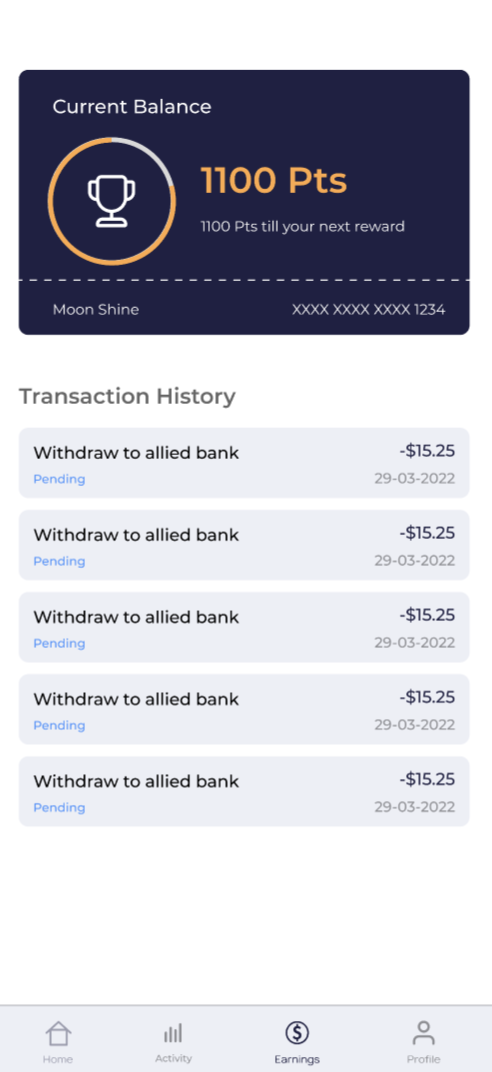 Current Balance
1100 Pts
1100 Pts till your next reward
Moon Shine XXXX XXXX XXXX 1234
Transaction History
Withdraw to allied bank -$15.25
Pending 29-03-2022
Withdraw to allied bank -$15.25
Pending 29-03-2022
Withdraw to allied bank -$15.25
Pending 29-03-2022
Withdraw to allied bank -$15.25
Pending 29-03-2022
Withdraw to allied bank -$15.25
Pending 29-03-2022
Home Activity Earnings Profile